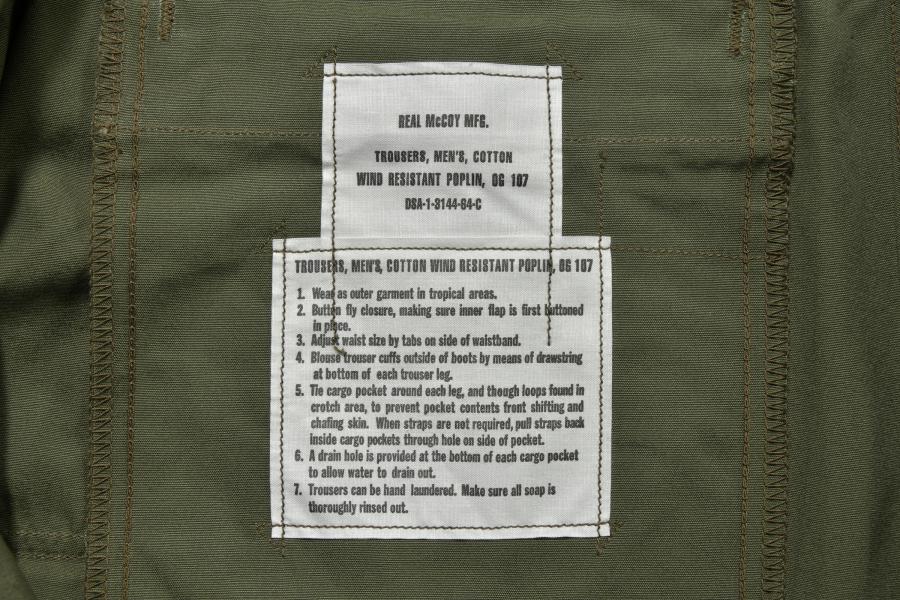 REAL McCOY MFG.
TROUSERS, MEN'S, COTTON
WIND RESISTANT POPLIN, OG 107
DSA-1-3144-64-C
TROUSERS, MEN'S, COTTON WIND RESISTANT POPLIN, OG 107
1. Wear as outer garment in tropical areas.
2. Button fly closure, making sure inner flap is first buttoned
in place.
3. Adjust waist size by tabs on side of waistband.
4. Blouse trouser cuffs outside of boots by means of drawstring
at bottom of each trouser leg.
5. Tie cargo pocket around each leg, and though loops found in
crotch area, to prevent pocket contents front shifting and
chafing skin. When straps are not required, pull straps back
inside cargo pockets through hole on side of pocket.
6. A drain hole is provided at the bottom of each cargo pocket
to allow water to drain out.
7. Trousers can be hand laundered. Make sure all soap is
thoroughly rinsed out.